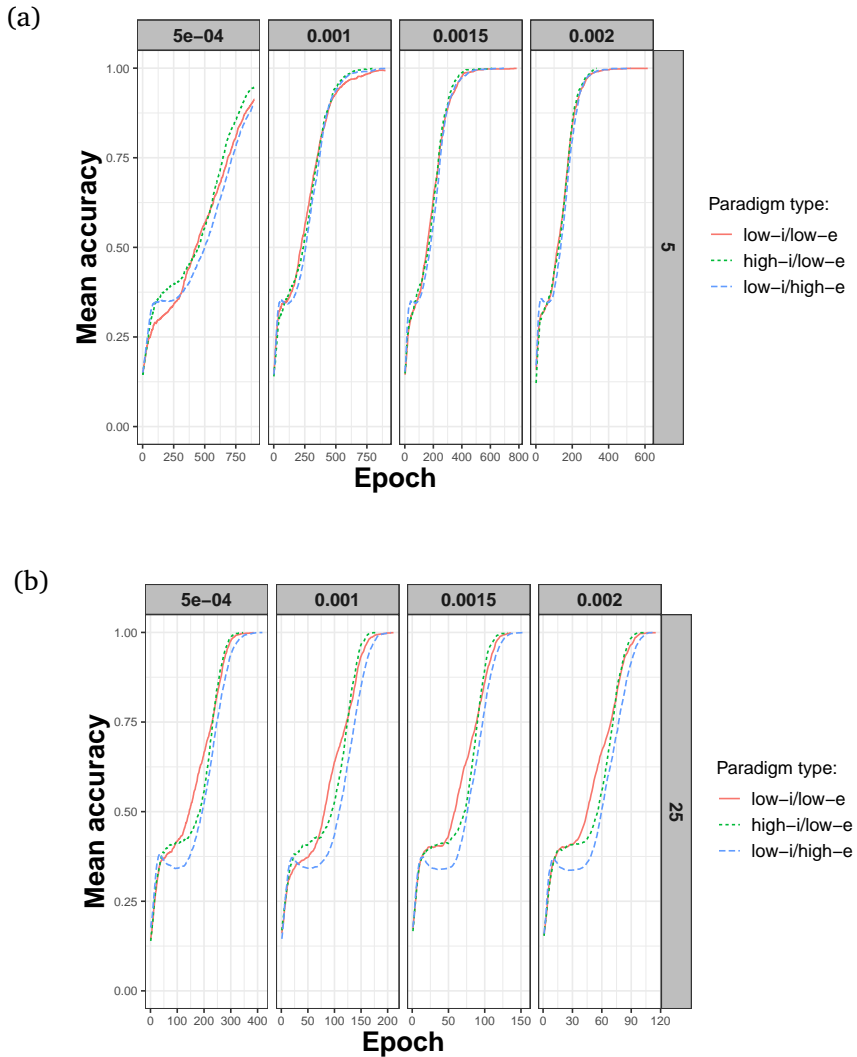 (a)
5e−04 0.001 0.0015 0.002
1.00
0.75
0.50
0.25
0.00
Mean accuracy
5
0 250 500 750 0 250 500 750 0 200 400 600 800 0 200 400 600
Epoch
Paradigm type:
low−i/low−e
high−i/low−e
low−i/high−e
(b)
5e−04 0.001 0.0015 0.002
1.00
0.75
0.50
0.25
0.00
Mean accuracy
25
0 100 200 300 400 0 50 100 150 200 0 50 100 150 0 30 60 90 120
Epoch
Paradigm type:
low−i/low−e
high−i/low−e
low−i/high−e